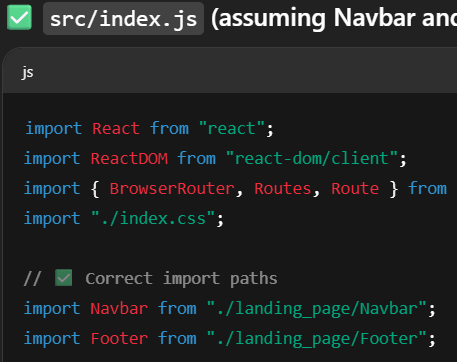 ✅ src/index.js (assuming Navbar and
js
import React from "react";
import ReactDOM from "react-dom/client";
import { BrowserRouter, Routes, Route } from
import "./index.css";
// ✅ Correct import paths
import Navbar from "./landing_page/Navbar";
import Footer from "./landing_page/Footer";